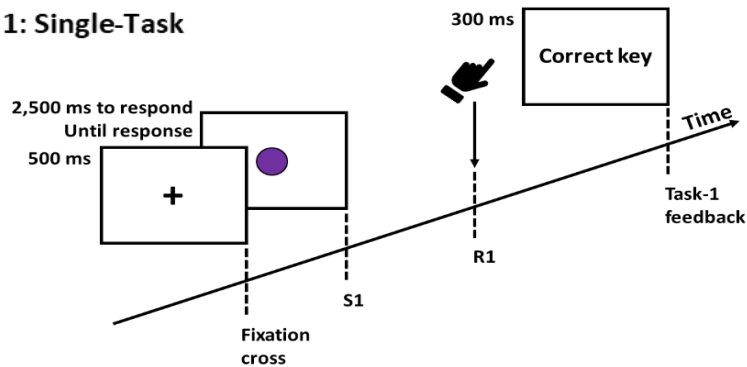 1: Single-Task
300 ms
Correct key
2,500 ms to respond
Until response
500 ms
+
Time
Task-1
feedback
R1
S1
Fixation
cross